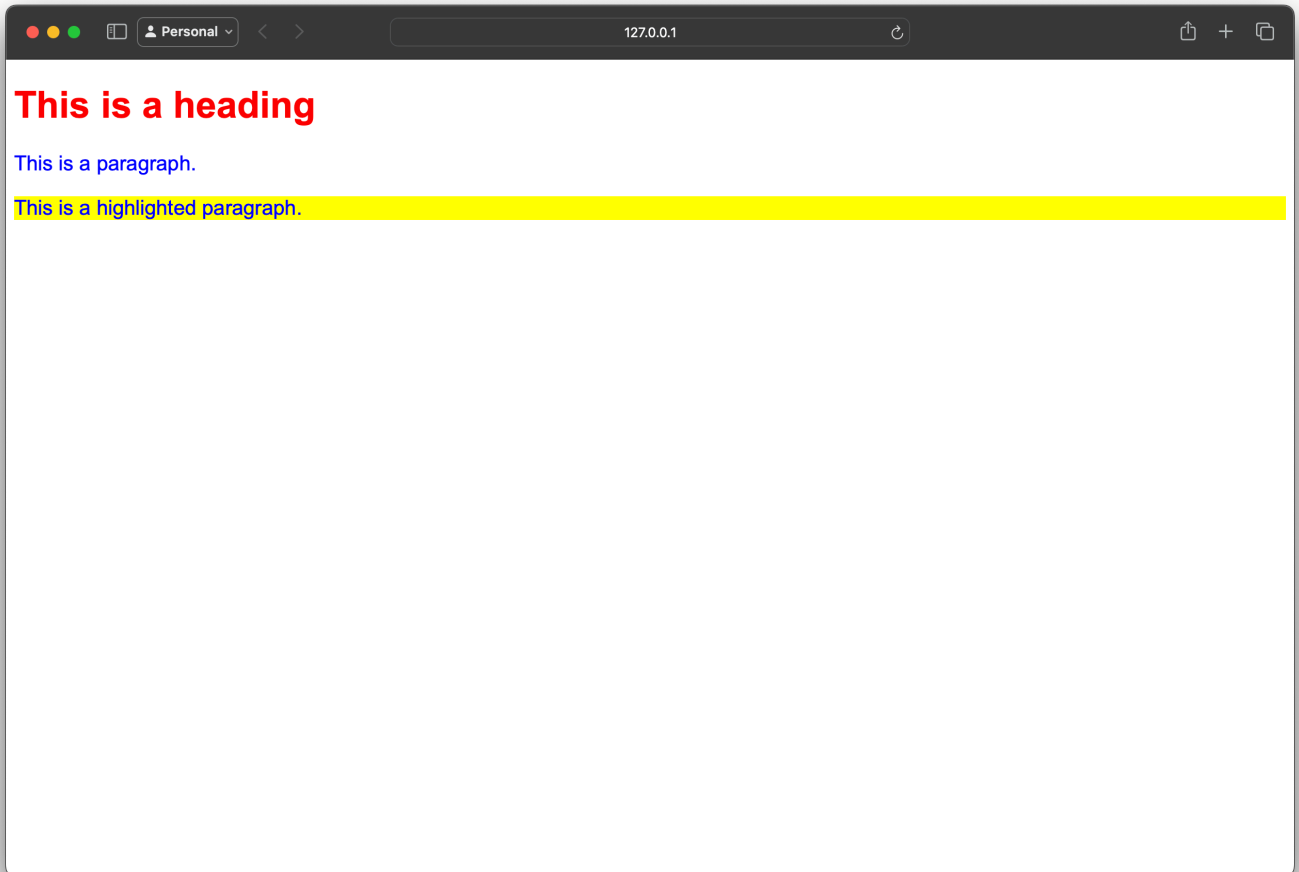 Personal
127.0.0.1
This is a heading
This is a paragraph.
This is a highlighted paragraph.